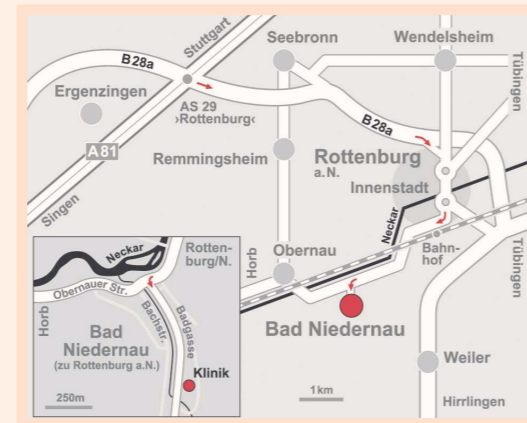 Stuttgart
Seebronn
Wendelsheim
B28a
Tübingen
Ergenzingen
AS 29
›Rottenburg‹
B28a
A 81
Remmingsheim
Rottenburg
a.N.
Innenstadt
Singen
Neckar
Horb
Obernau
Bahn-
hof
Tübingen
Bad Niedernau
Weiler
1 km
Hirrlingen
Neckar
Rotten-
burg/N.
Obernauer Str.
Horb
Bachstr.
Badgasse
Bad
Niedernau
(zu Rottenburg a.N.)
Klinik
250m